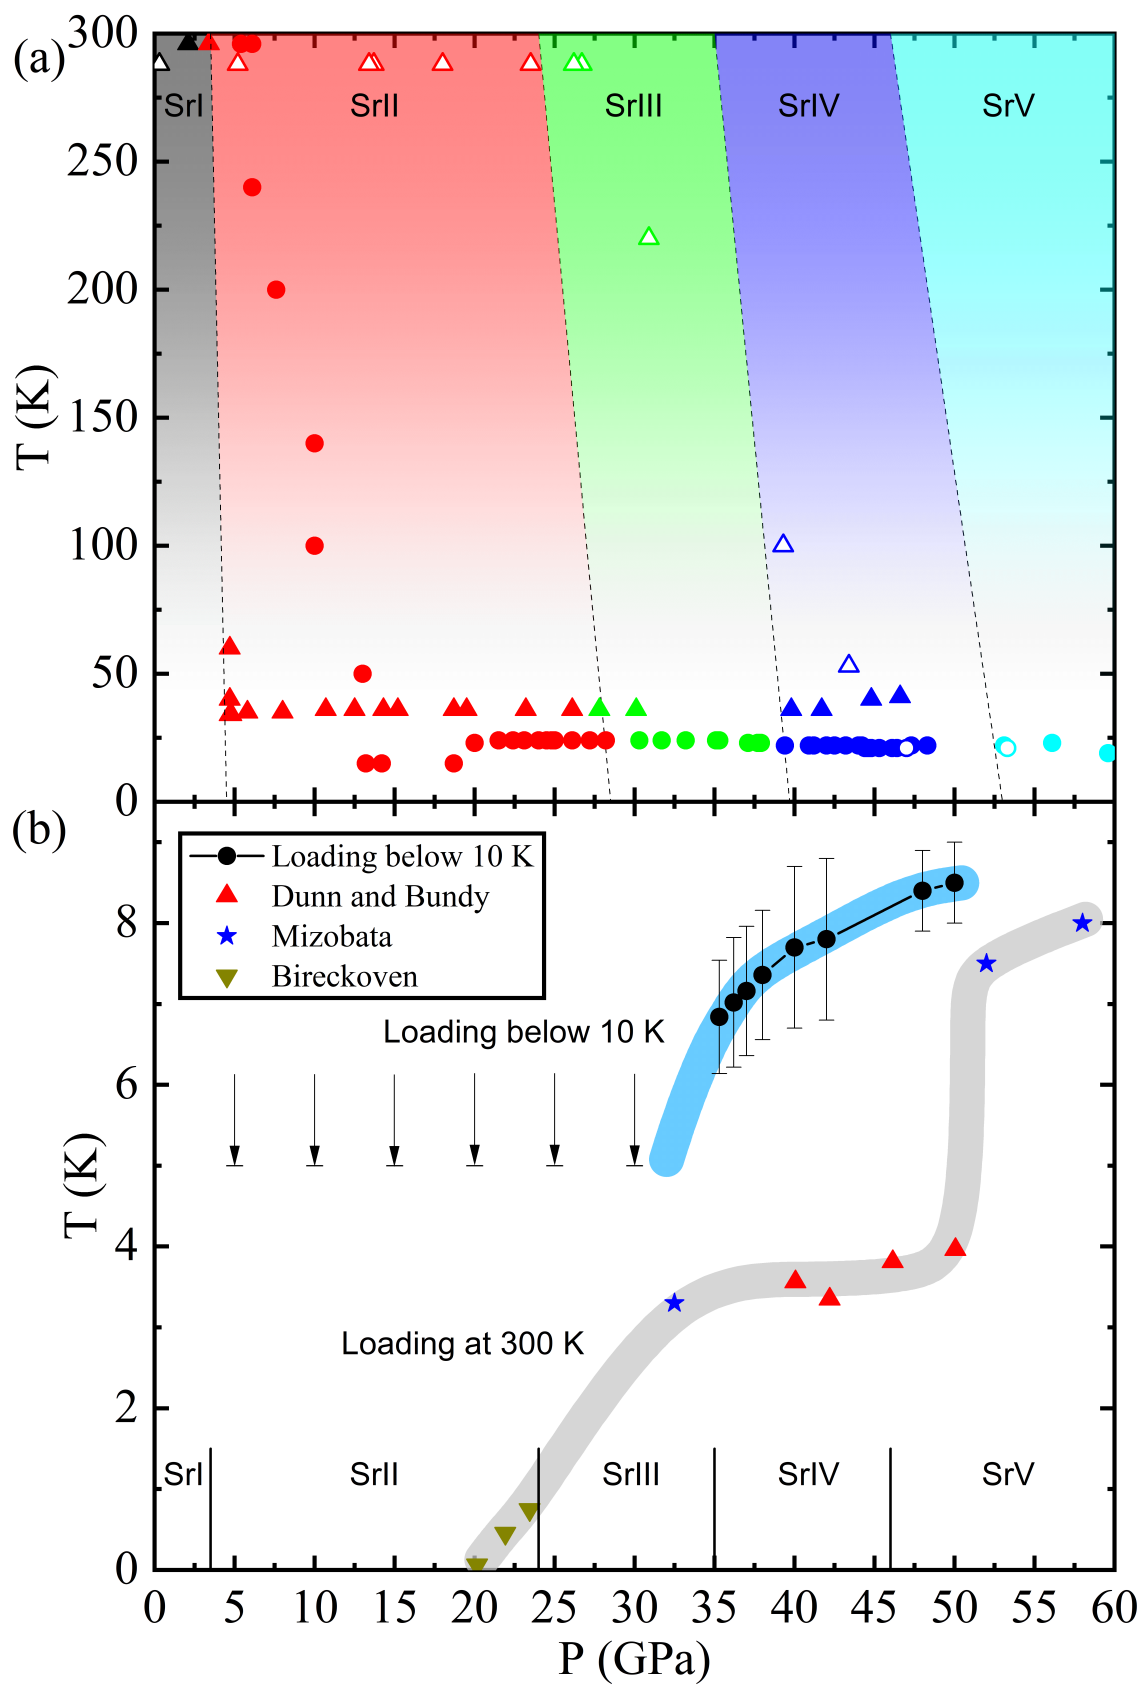 (a)
300
250
200
150
100
50
0
T (K)
SrI SrII SrIII SrIV SrV
(b)
Loading below 10 K
Dunn and Bundy
Mizobata
Bireckoven
8
6
4
2
0
T (K)
Loading below 10 K
Loading at 300 K
SrI SrII SrIII SrIV SrV
0 5 10 15 20 25 30 35 40 45 50 55 60
P (GPa)